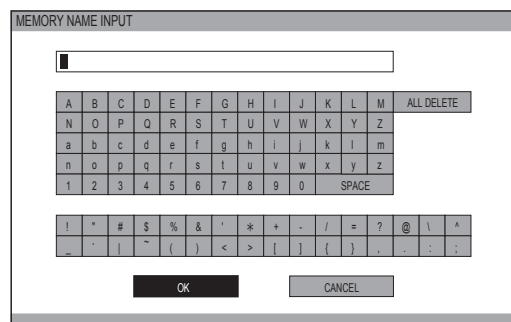 MEMORY NAME INPUT
A B C D E F G H I J K L M ALL DELETE
N O P Q R S T U V W X Y Z
a b c d e f g h i j k l m
n o p q r s t u v w x y z
1 2 3 4 5 6 7 8 9 0 SPACE
! " # $ % & ' * + - / = ? @ \ ^
_ ` | ~ ( ) < > [ ] { } , . : ;
OK CANCEL